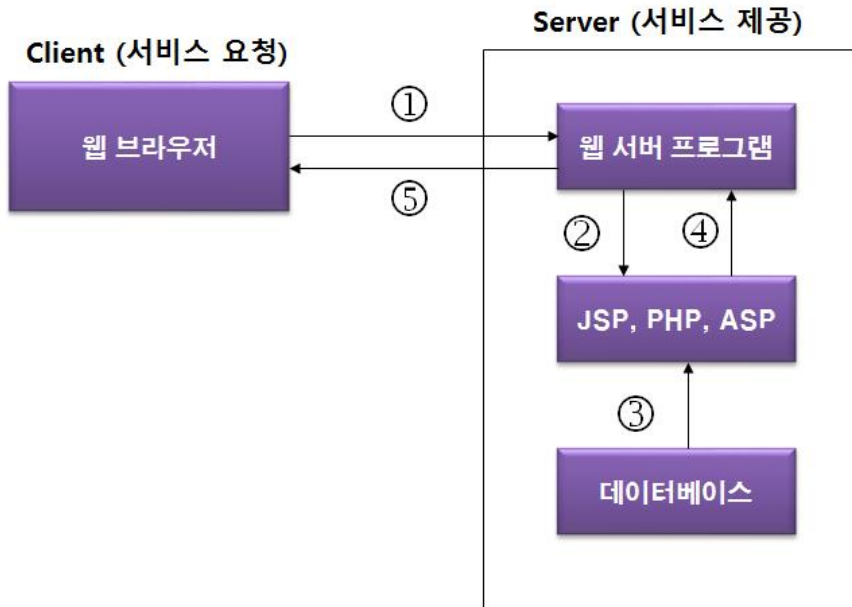 Server (서비스 제공)
Client (서비스 요청)
웹 브라우저
①
웹 서버 프로그램
⑤
②
④
JSP, PHP, ASP
③
데이터베이스